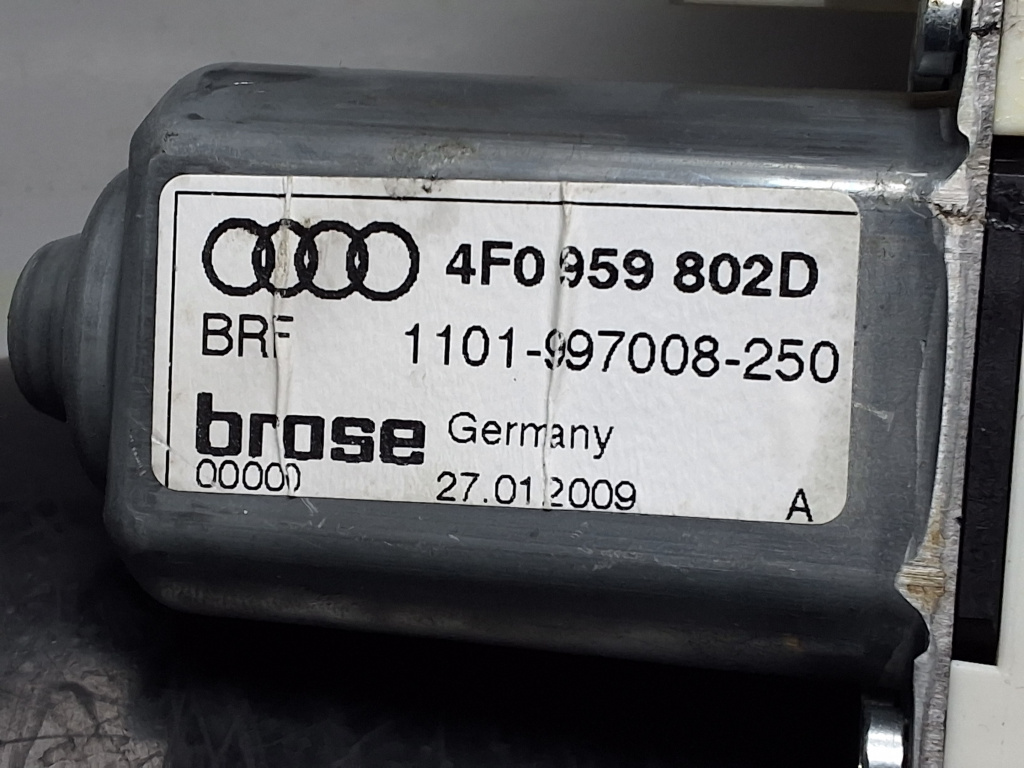 4F0 959 802D
BRF 1101-997008-250
brose Germany
00000 27.01.2009 A